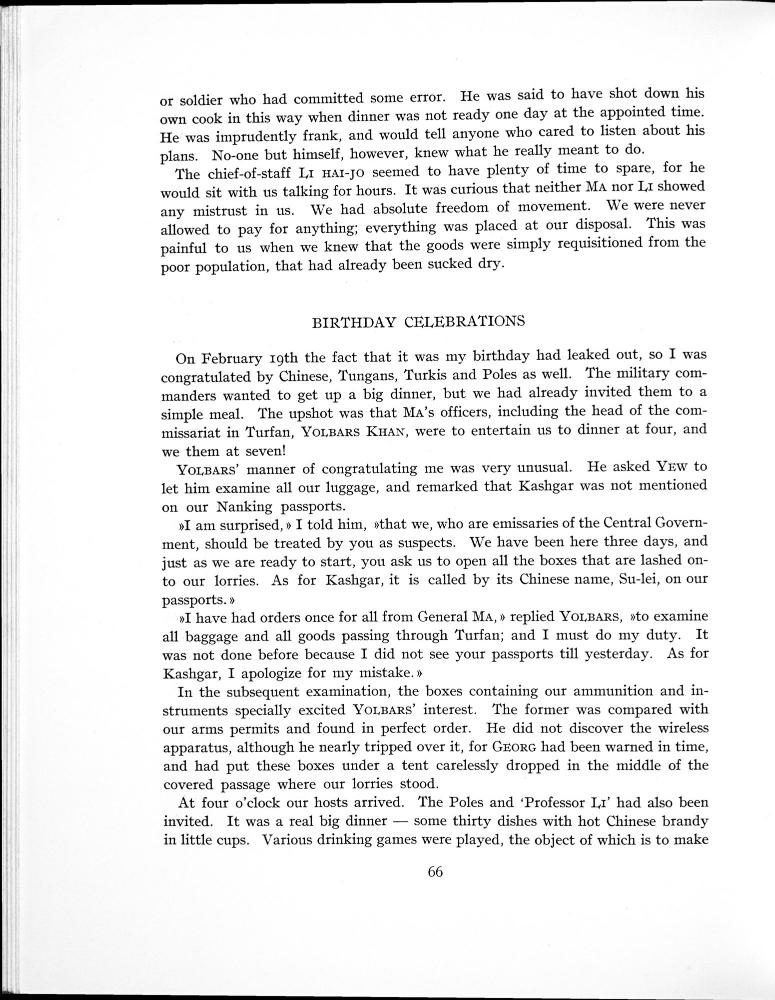 or soldier who had committed some error. He was said to have shot down his
own cook in this way when dinner was not ready one day at the appointed time.
He was imprudently frank, and would tell anyone who cared to listen about his
plans. No-one but himself, however, knew what he really meant to do.
The chief-of-staff LI HAI-JO seemed to have plenty of time to spare, for he
would sit with us talking for hours. It was curious that neither MA nor LI showed
any mistrust in us. We had absolute freedom of movement. We were never
allowed to pay for anything; everything was placed at our disposal. This was
painful to us when we knew that the goods were simply requisitioned from the
poor population, that had already been sucked dry.
BIRTHDAY CELEBRATIONS
On February 19th the fact that it was my birthday had leaked out, so I was
congratulated by Chinese, Tungans, Turkis and Poles as well. The military com-
manders wanted to get up a big dinner, but we had already invited them to a
simple meal. The upshot was that MA's officers, including the head of the com-
missariat in Turfan, YOLBARS KHAN, were to entertain us to dinner at four, and
we them at seven!
YOLBARS' manner of congratulating me was very unusual. He asked YEW to
let him examine all our luggage, and remarked that Kashgar was not mentioned
on our Nanking passports.
»I am surprised,» I told him, »that we, who are emissaries of the Central Govern-
ment, should be treated by you as suspects. We have been here three days, and
just as we are ready to start, you ask us to open all the boxes that are lashed on-
to our lorries. As for Kashgar, it is called by its Chinese name, Su-lei, on our
passports.»
»I have had orders once for all from General MA,» replied YOLBARS, »to examine
all baggage and all goods passing through Turfan; and I must do my duty. It
was not done before because I did not see your passports till yesterday. As for
Kashgar, I apologize for my mistake.»
In the subsequent examination, the boxes containing our ammunition and in-
struments specially excited YOLBARS' interest. The former was compared with
our arms permits and found in perfect order. He did not discover the wireless
apparatus, although he nearly tripped over it, for GEORG had been warned in time,
and had put these boxes under a tent carelessly dropped in the middle of the
covered passage where our lorries stood.
At four o'clock our hosts arrived. The Poles and 'Professor LI' had also been
invited. It was a real big dinner — some thirty dishes with hot Chinese brandy
in little cups. Various drinking games were played, the object of which is to make
66